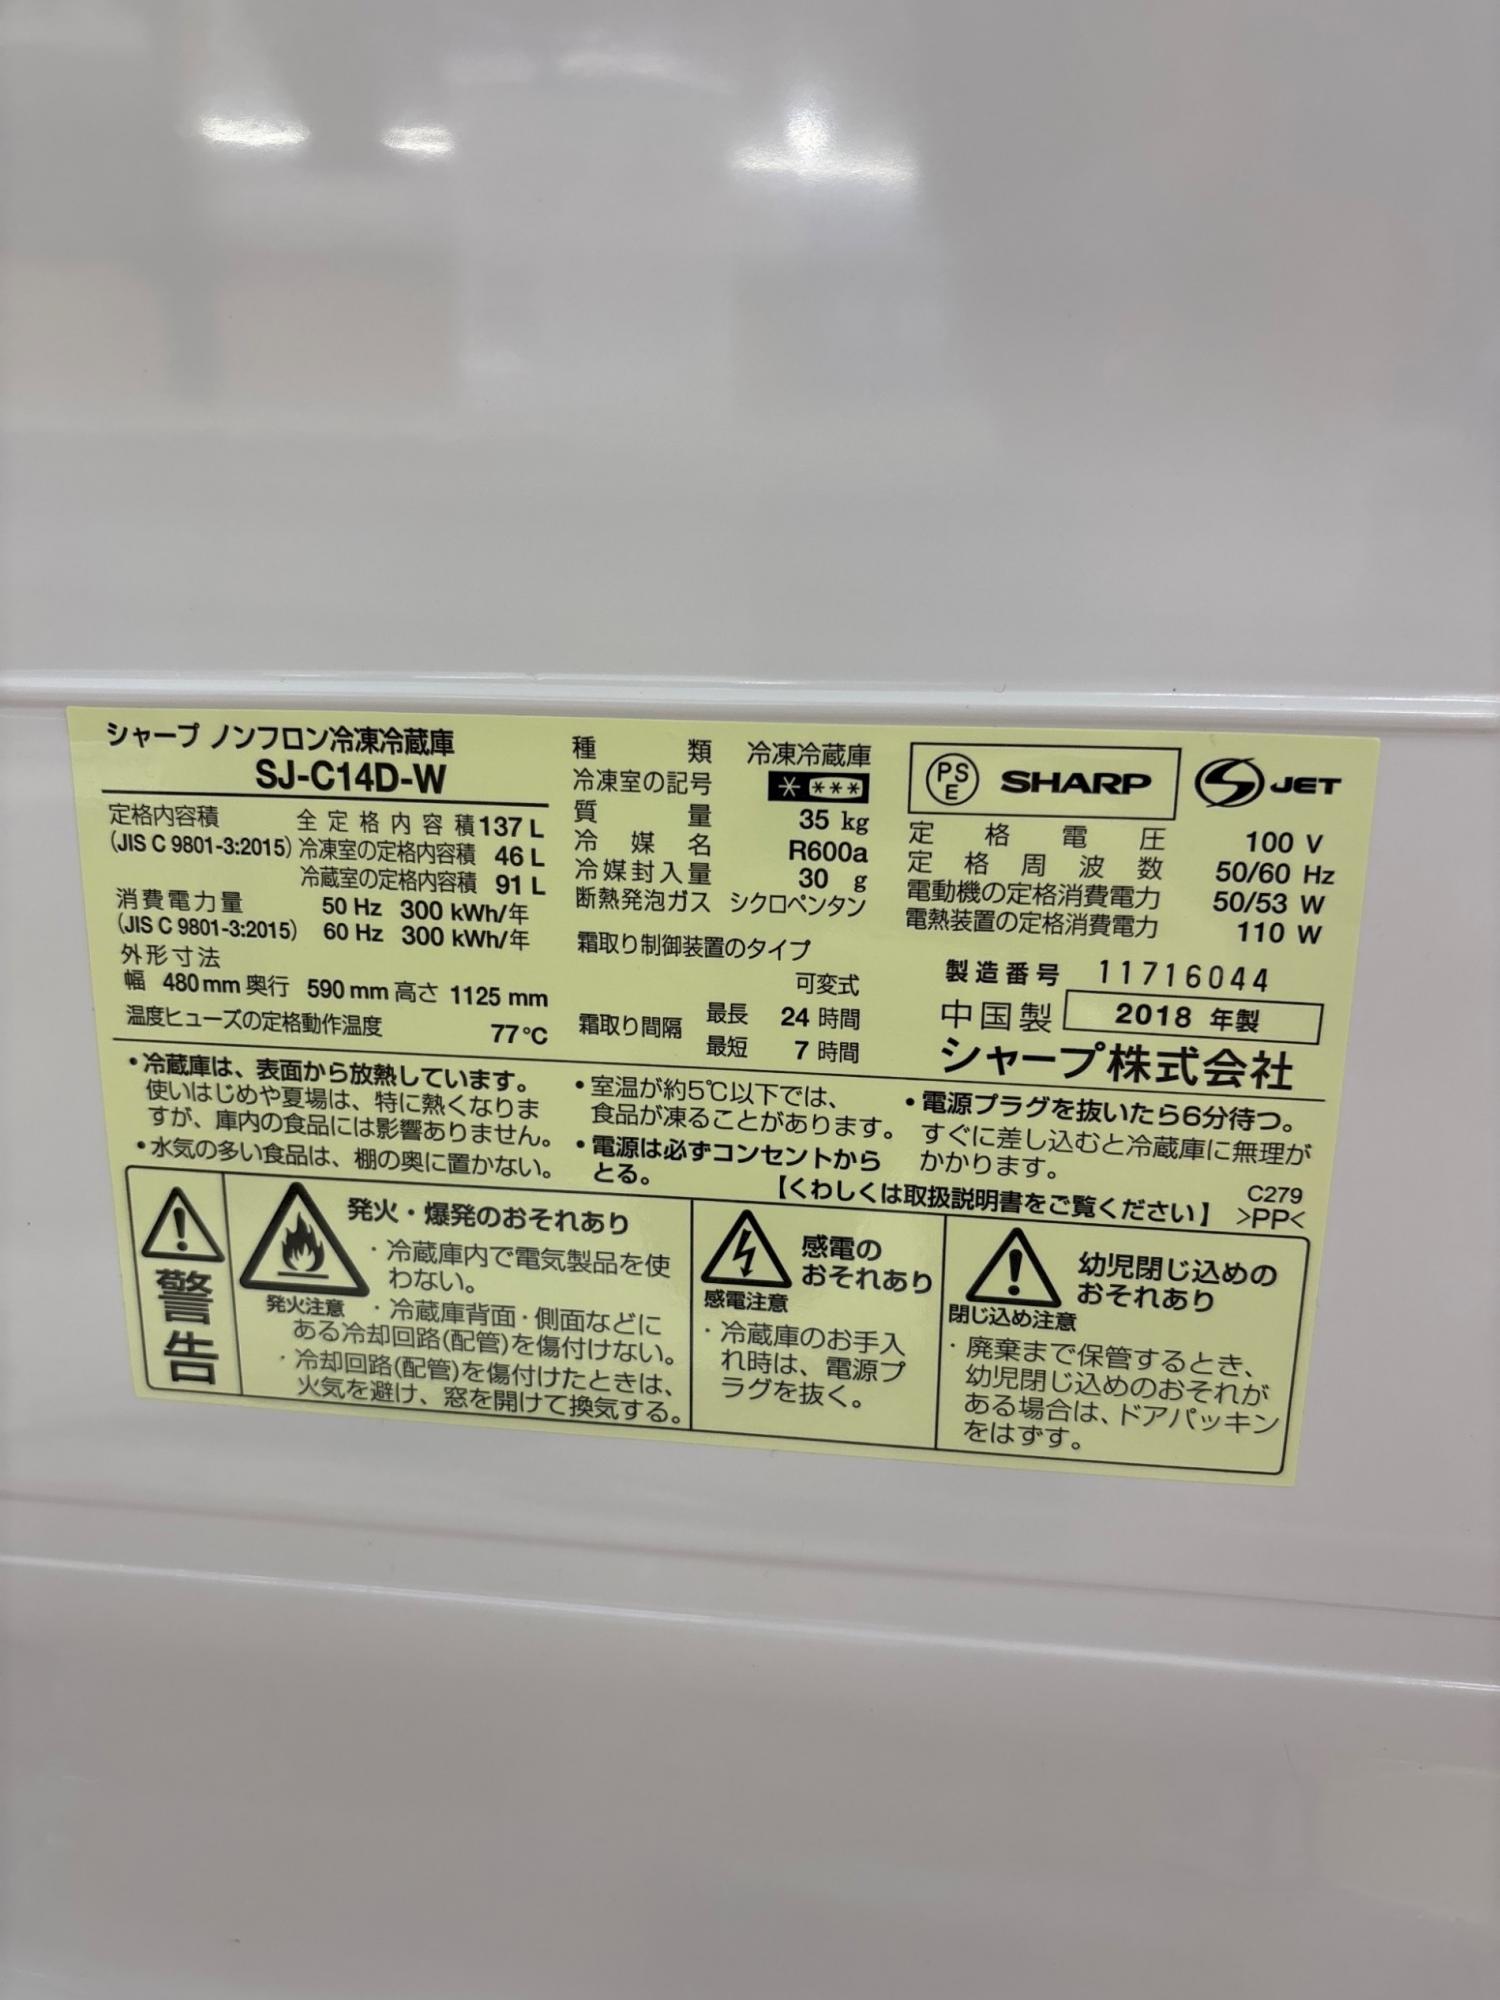 シャープ ノンフロン冷凍冷蔵庫
SJ-C14D-W
定格内容積 全定格内容積 137 L
(JIS C 9801-3:2015) 冷凍室の定格内容積 46 L
冷蔵室の定格内容積 91 L
消費電力量 50 Hz 300 kWh/年
(JIS C 9801-3:2015) 60 Hz 300 kWh/年
外形寸法
幅 480 mm 奥行 590 mm 高さ 1125 mm
温度ヒューズの定格動作温度 77℃
種類 冷凍冷蔵庫
冷凍室の記号 * ***
質量 35 kg
冷媒名 R600a
冷媒封入量 30 g
断熱発泡ガス シクロペンタン
霜取り制御装置のタイプ
可変式
霜取り間隔 最長 24 時間
最短 7 時間
PSE SHARP JET
定格電圧 100 V
定格周波数 50/60 Hz
電動機の定格消費電力 50/53 W
電熱装置の定格消費電力 110 W
製造番号 11716044
中国製 2018 年製
シャープ株式会社
・冷蔵庫は、表面から放熱しています。
使いはじめや夏場は、特に熱くなりま
すが、庫内の食品には影響ありません。
・水気の多い食品は、棚の奥に置かない。
・室温が約5℃以下では、
食品が凍ることがあります。
・電源は必ずコンセントから
とる。
・電源プラグを抜いたら6分待つ。
すぐに差し込むと冷蔵庫に無理が
かかります。
【くわしくは取扱説明書をご覧ください】
C279
>PP<
警告
発火・爆発のおそれあり
発火注意
・冷蔵庫内で電気製品を使
わない。
・冷蔵庫背面・側面などに
ある冷却回路(配管)を傷付けない。
・冷却回路(配管)を傷付けたときは、
火気を避け、窓を開けて換気する。
感電の
おそれあり
感電注意
・冷蔵庫のお手入
れ時は、電源プ
ラグを抜く。
幼児閉じ込めの
おそれあり
閉じ込め注意
・廃棄まで保管するとき、
幼児閉じ込めのおそれが
ある場合は、ドアパッキン
をはずす。